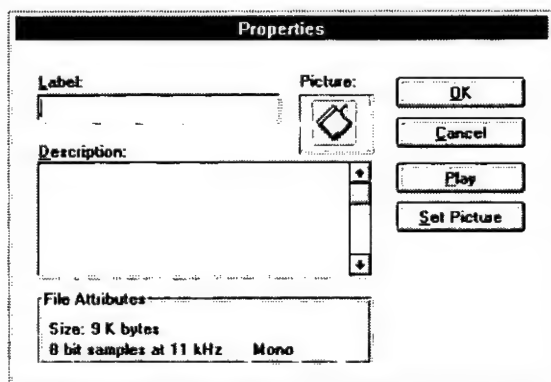 Properties
Label:
Picture:
OK
Cancel
Description:
Play
Set Picture
File Attributes
Size: 9 K bytes
8 bit samples at 11 kHz Mono